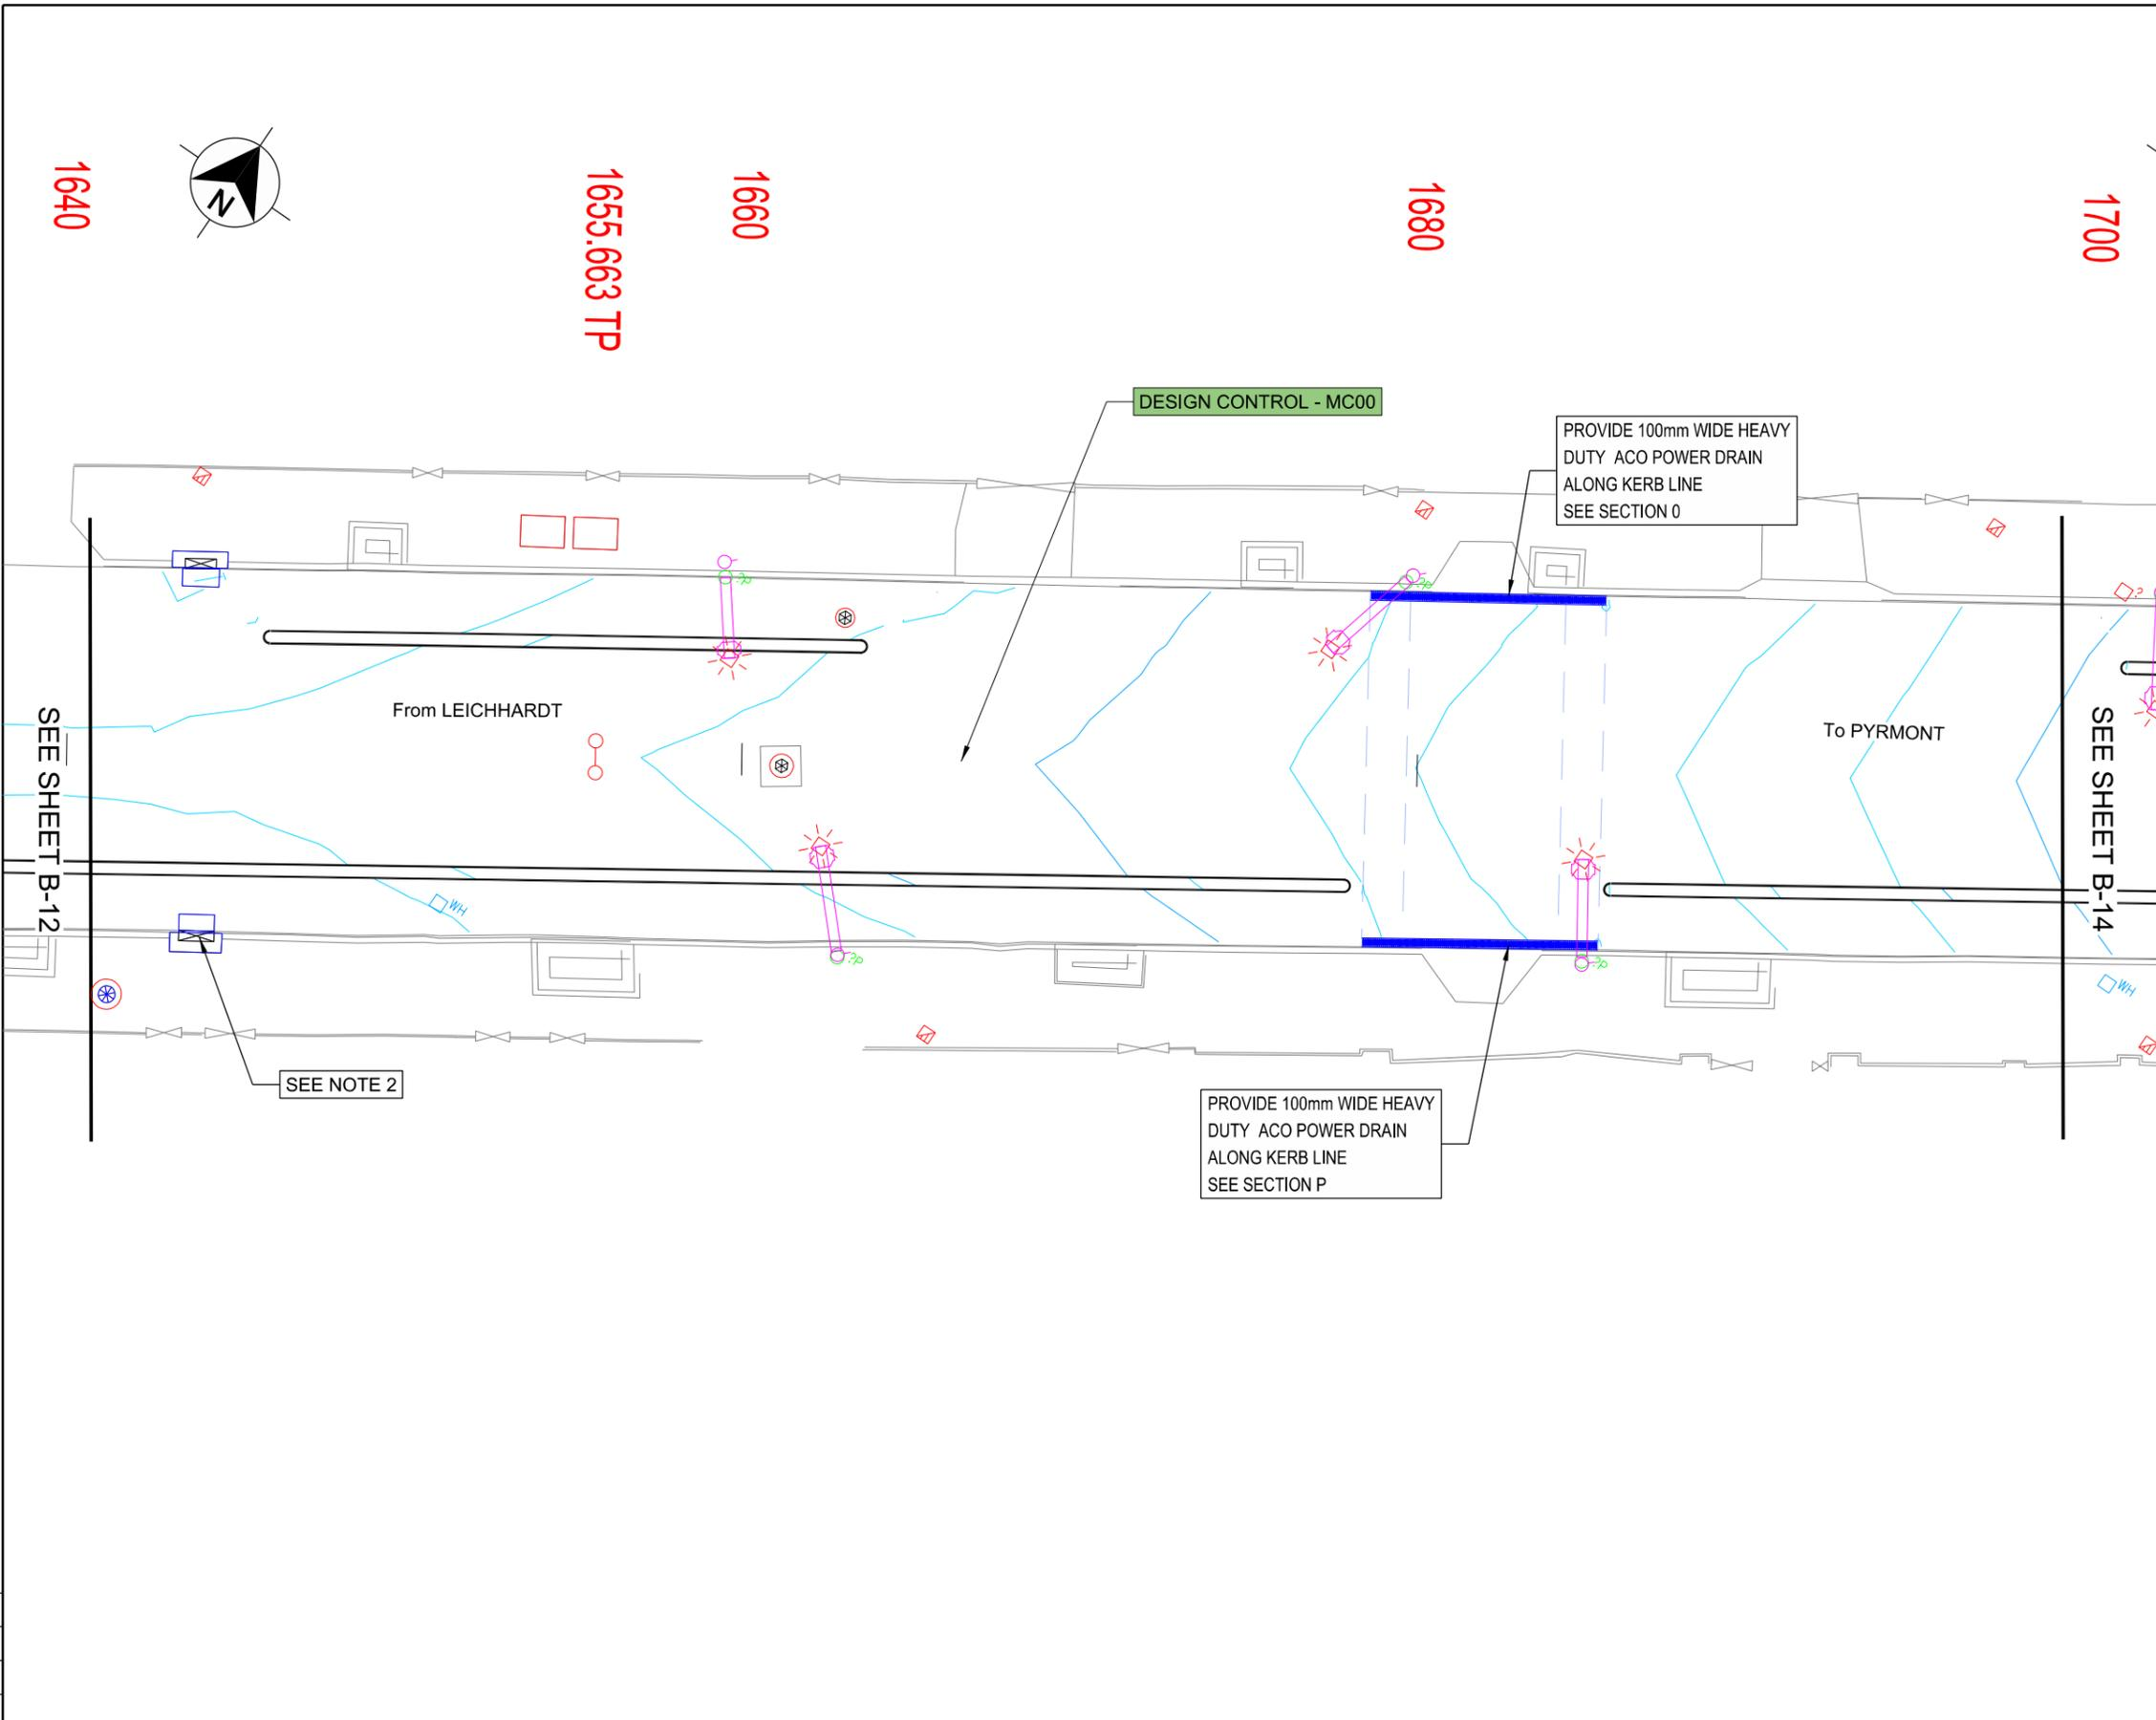 1640
N
1655.663 TP
1660
1680
1700
DESIGN CONTROL - MC00
PROVIDE 100mm WIDE HEAVY
DUTY ACO POWER DRAIN
ALONG KERB LINE
SEE SECTION 0
From LEICHHARDT
To PYRMONT
SEE SHEET B-12
SEE SHEET B-14
WH
WH
SEE NOTE 2
PROVIDE 100mm WIDE HEAVY
DUTY ACO POWER DRAIN
ALONG KERB LINE
SEE SECTION P